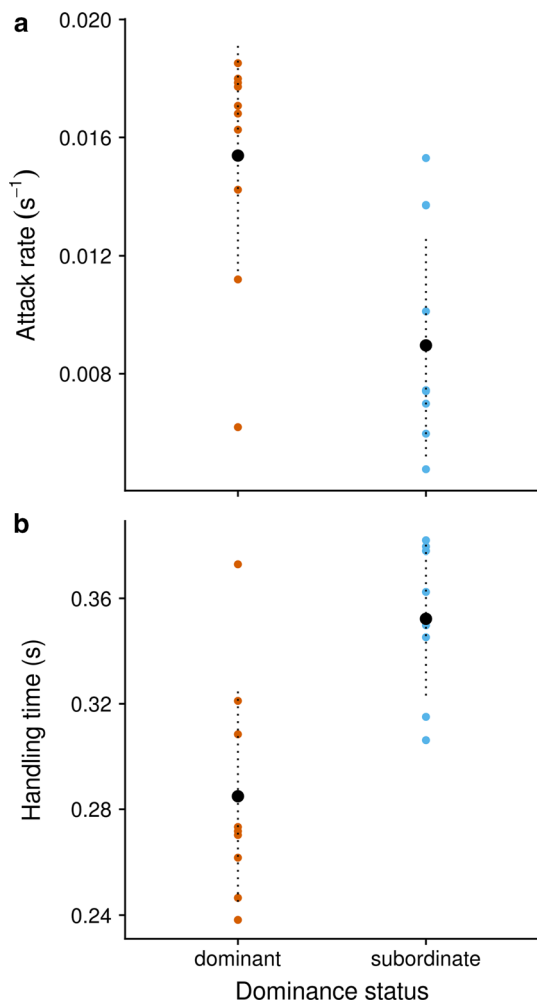 a
Attack rate (s⁻¹)
0.020
0.016
0.012
0.008
b
Handling time (s)
0.36
0.32
0.28
0.24
dominant subordinate
Dominance status